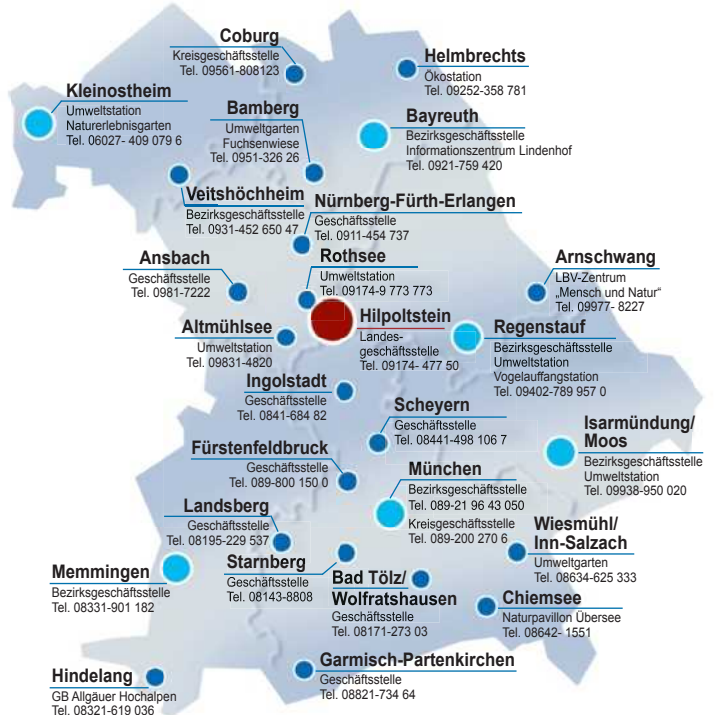 Coburg
Kreisgeschäftsstelle
Tel. 09561-808123
Helmbrechts
Ökostation
Tel. 09252-358 781
Kleinostheim
Umweltstation
Naturerlebnisgarten
Tel. 06027- 409 079 6
Bamberg
Umweltgarten
Fuchsenwiese
Tel. 0951-326 26
Bayreuth
Bezirksgeschäftsstelle
Informationszentrum Lindenhof
Tel. 0921-759 420
Veitshöchheim
Bezirksgeschäftsstelle
Tel. 0931-452 650 47
Nürnberg-Fürth-Erlangen
Geschäftsstelle
Tel. 0911-454 737
Ansbach
Geschäftsstelle
Tel. 0981-7222
Rothsee
Umweltstation
Tel. 09174-9 773 773
Arnschwang
LBV-Zentrum
„Mensch und Natur“
Tel. 09977- 8227
Hilpoltstein
Landes-
geschäftsstelle
Tel. 09174- 477 50
Altmühlsee
Umweltstation
Tel. 09831-4820
Regenstauf
Bezirksgeschäftsstelle
Umweltstation
Vogelauffangstation
Tel. 09402-789 957 0
Ingolstadt
Geschäftsstelle
Tel. 0841-684 82
Scheyern
Geschäftsstelle
Tel. 08441-498 106 7
Isarmündung/
Moos
Bezirksgeschäftsstelle
Umweltstation
Tel. 09938-950 020
Fürstenfeldbruck
Geschäftsstelle
Tel. 089-800 150 0
München
Bezirksgeschäftsstelle
Tel. 089-21 96 43 050
Kreisgeschäftsstelle
Tel. 089-200 270 6
Landsberg
Geschäftsstelle
Tel. 08195-229 537
Wiesmühl/
Inn-Salzach
Umweltgarten
Tel. 08634-625 333
Starnberg
Geschäftsstelle
Tel. 08143-8808
Memmingen
Bezirksgeschäftsstelle
Tel. 08331-901 182
Bad Tölz/
Wolfratshausen
Geschäftsstelle
Tel. 08171-273 03
Chiemsee
Naturpavillon Übersee
Tel. 08642- 1551
Garmisch-Partenkirchen
Geschäftsstelle
Tel. 08821-734 64
Hindelang
GB Allgäuer Hochalpen
Tel. 08321-619 036